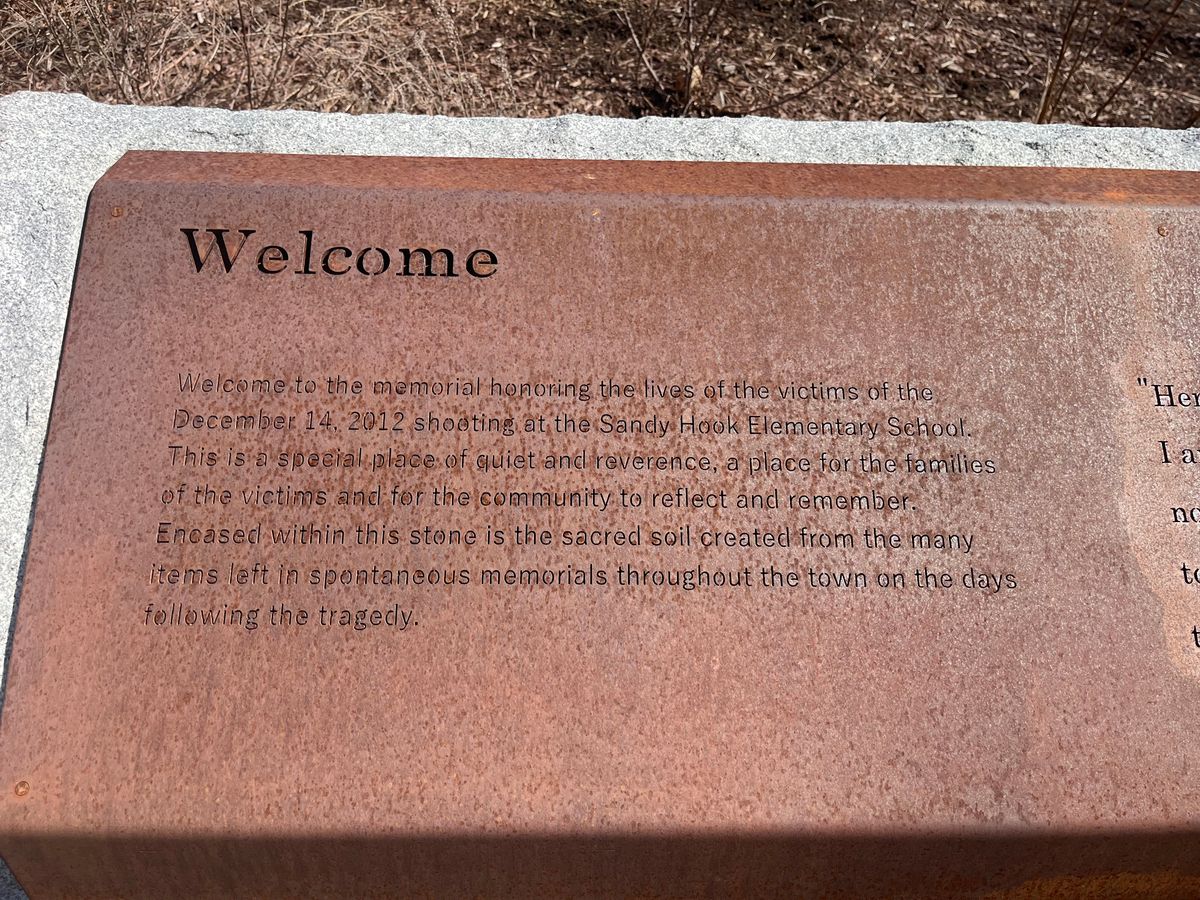 Welcome
Welcome to the memorial honoring the lives of the victims of the
December 14, 2012 shooting at the Sandy Hook Elementary School.
This is a special place of quiet and reverence, a place for the families
of the victims and for the community to reflect and remember.
Encased within this stone is the sacred soil created from the many
items left in spontaneous memorials throughout the town on the days
following the tragedy.
"Her
I a
no
to
t